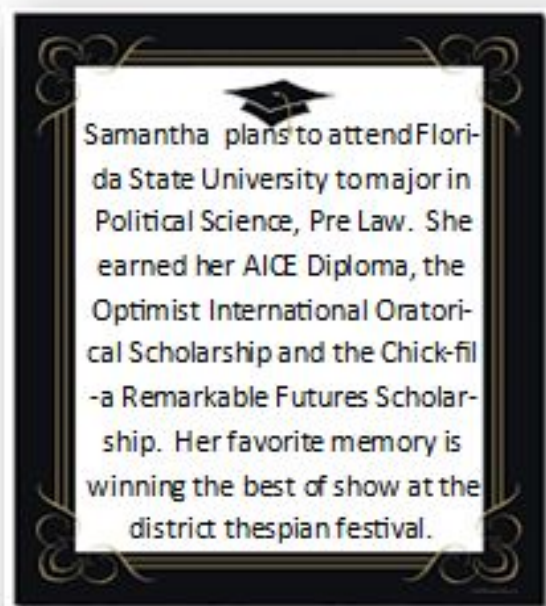 Samantha plans to attend Flori-
da State University to major in
Political Science, Pre Law. She
earned her AICE Diploma, the
Optimist International Oratori-
cal Scholarship and the Chick-fil
-a Remarkable Futures Scholar-
ship. Her favorite memory is
winning the best of show at the
district thespian festival.